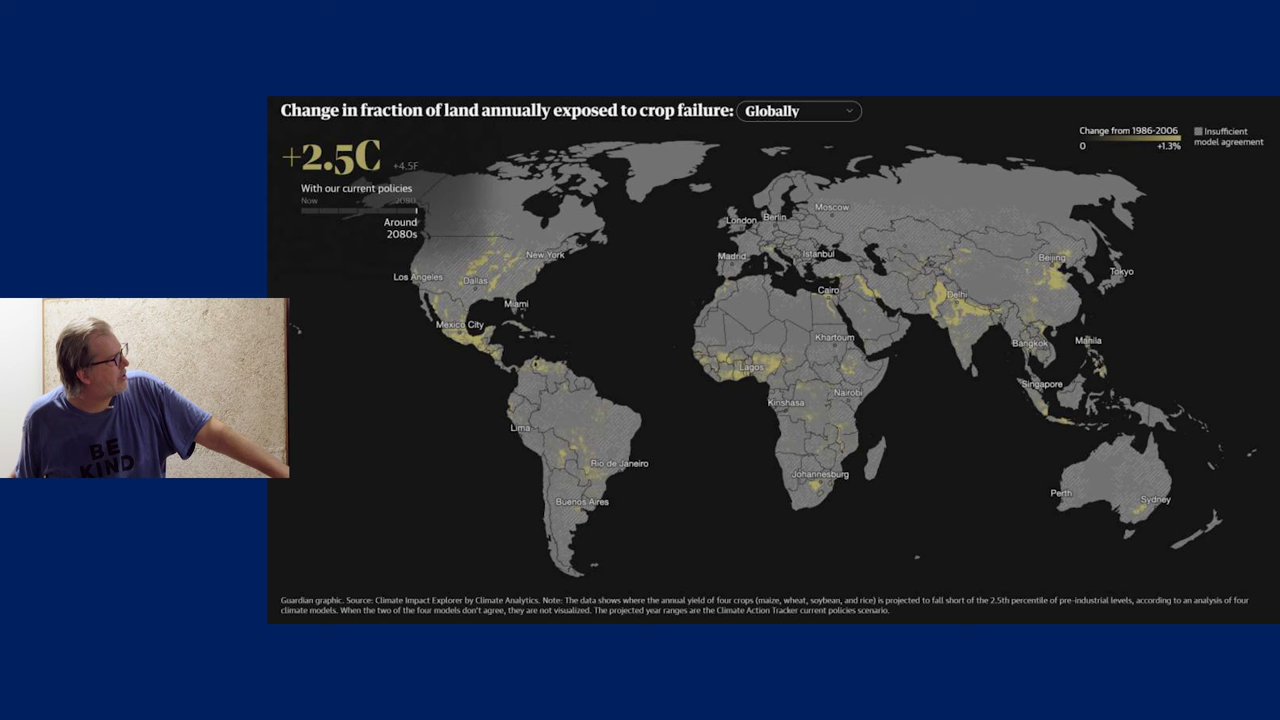 Change in fraction of land annually exposed to crop failure: Globally
Change from 1986-2006
0 +1.3%
Insufficient
model agreement
+2.5C +4.5F
With our current policies
Now 2080
Around
2080s
Moscow
London
Berlin
Madrid
Istanbul
New York
Beijing
Tokyo
Los Angeles
Dallas
Cairo
Delhi
Miami
Mexico City
Khartoum
Bangkok
Manila
Lagos
Singapore
Nairobi
Kinshasa
Lima
Rio de Janeiro
Johannesburg
Perth
Sydney
Buenos Aires
BE
KIND
Guardian graphic. Source: Climate Impact Explorer by Climate Analytics. Note: The data shows where the annual yield of four crops (maize, wheat, soybean, and rice) is projected to fall short of the 2.5th percentile of pre-industrial levels, according to an analysis of four
climate models. When the two of the four models don't agree, they are not visualized. The projected year ranges are the Climate Action Tracker current policies scenario.